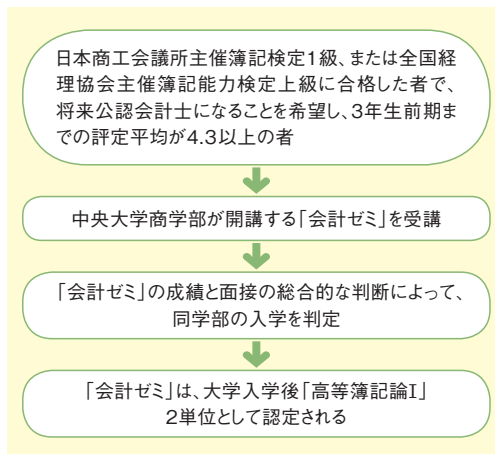 日本商工会議所主催簿記検定1級、または全国経
理協会主催簿記能力検定上級に合格した者で、
将来公認会計士になることを希望し、3年生前期ま
での評定平均が4.3以上の者
中央大学商学部が開講する「会計ゼミ」を受講
「会計ゼミ」の成績と面接の総合的な判断によって、
同学部の入学を判定
「会計ゼミ」は、大学入学後「高等簿記論I」
2単位として認定される